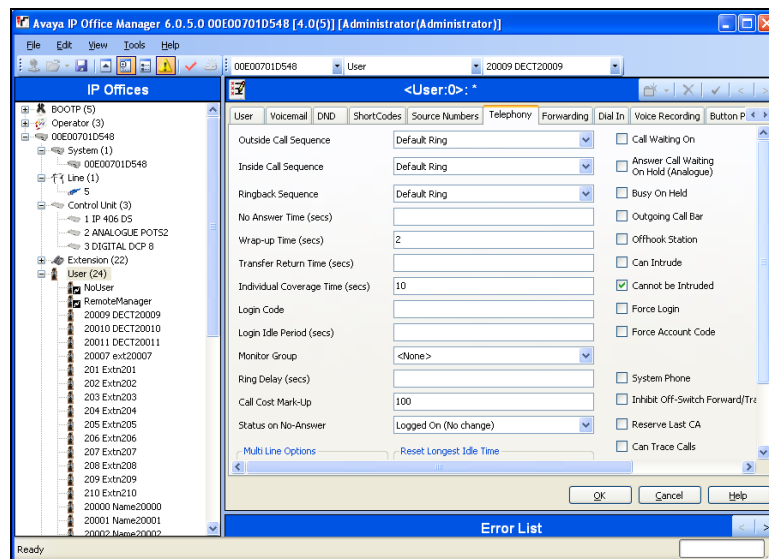 Avaya IP Office Manager 6.0.5.0 00E00701D548 [4.0(5)] [Administrator(Administrator)]
File Edit View Tools Help
00E00701D548 User 20009 DECT20009
IP Offices
BOOTP (5)
Operator (3)
00E00701D548
System (1)
00E00701D548
Line (1)
5
Control Unit (3)
1 IP 406 DS
2 ANALOGUE POTS2
3 DIGITAL DCP 8
Extension (22)
User (24)
NoUser
RemoteManager
20009 DECT20009
20010 DECT20010
20011 DECT20011
20007 ext20007
201 Extn201
202 Extn202
203 Extn203
204 Extn204
205 Extn205
206 Extn206
207 Extn207
208 Extn208
209 Extn209
210 Extn210
20000 Name20000
20001 Name20001
20002 Name20002
<User:0>: *
User Voicemail DND ShortCodes Source Numbers Telephony Forwarding Dial In Voice Recording Button P
Outside Call Sequence Default Ring
Inside Call Sequence Default Ring
Ringback Sequence Default Ring
No Answer Time (secs)
Wrap-up Time (secs) 2
Transfer Return Time (secs)
Individual Coverage Time (secs) 10
Login Code
Login Idle Period (secs)
Monitor Group <None>
Ring Delay (secs)
Call Cost Mark-Up 100
Status on No-Answer Logged On (No change)
Multi Line Options Reset Longest Idle Time
Call Waiting On
Answer Call Waiting
On Hold (Analogue)
Busy On Held
Outgoing Call Bar
Offhook Station
Can Intrude
Cannot be Intruded
Force Login
Force Account Code
System Phone
Inhibit Off-Switch Forward/Tra
Reserve Last CA
Can Trace Calls
OK Cancel Help
Error List
Ready